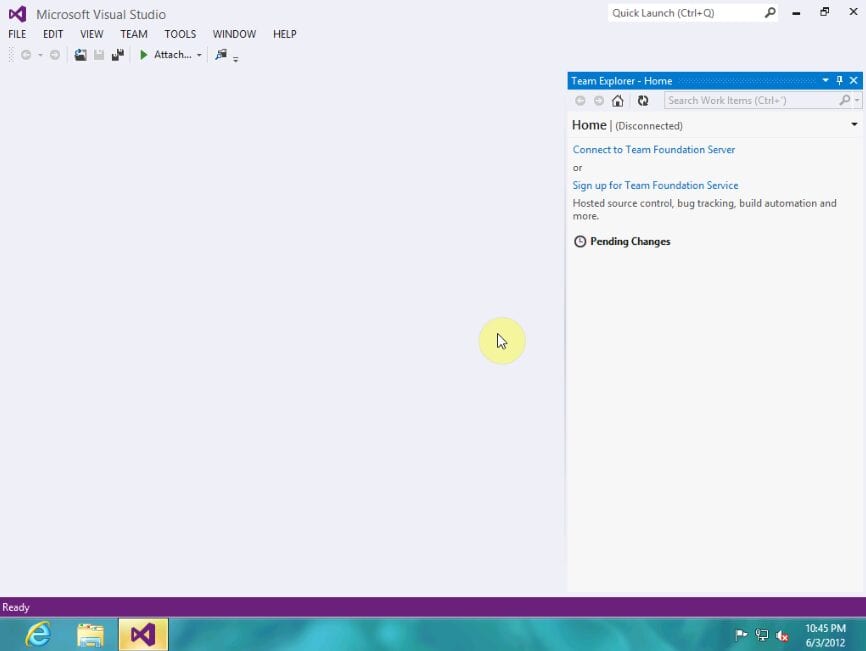 Microsoft Visual Studio
Quick Launch (Ctrl+Q)
FILE EDIT VIEW TEAM TOOLS WINDOW HELP
Attach...
Team Explorer - Home
Search Work Items (Ctrl+')
Home | (Disconnected)
Connect to Team Foundation Server
or
Sign up for Team Foundation Service
Hosted source control, bug tracking, build automation and
more.
Pending Changes
Ready
10:45 PM
6/3/2012